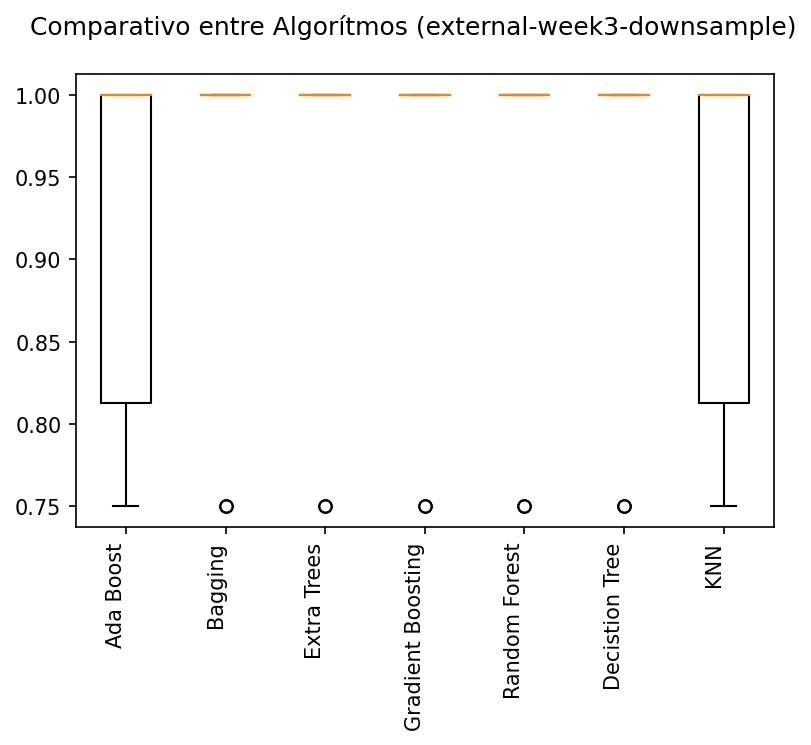 Comparativo entre Algorítmos (external-week3-downsample)
1.00
0.95
0.90
0.85
0.80
0.75
Ada Boost
Bagging
Extra Trees
Gradient Boosting
Random Forest
Decistion Tree
KNN